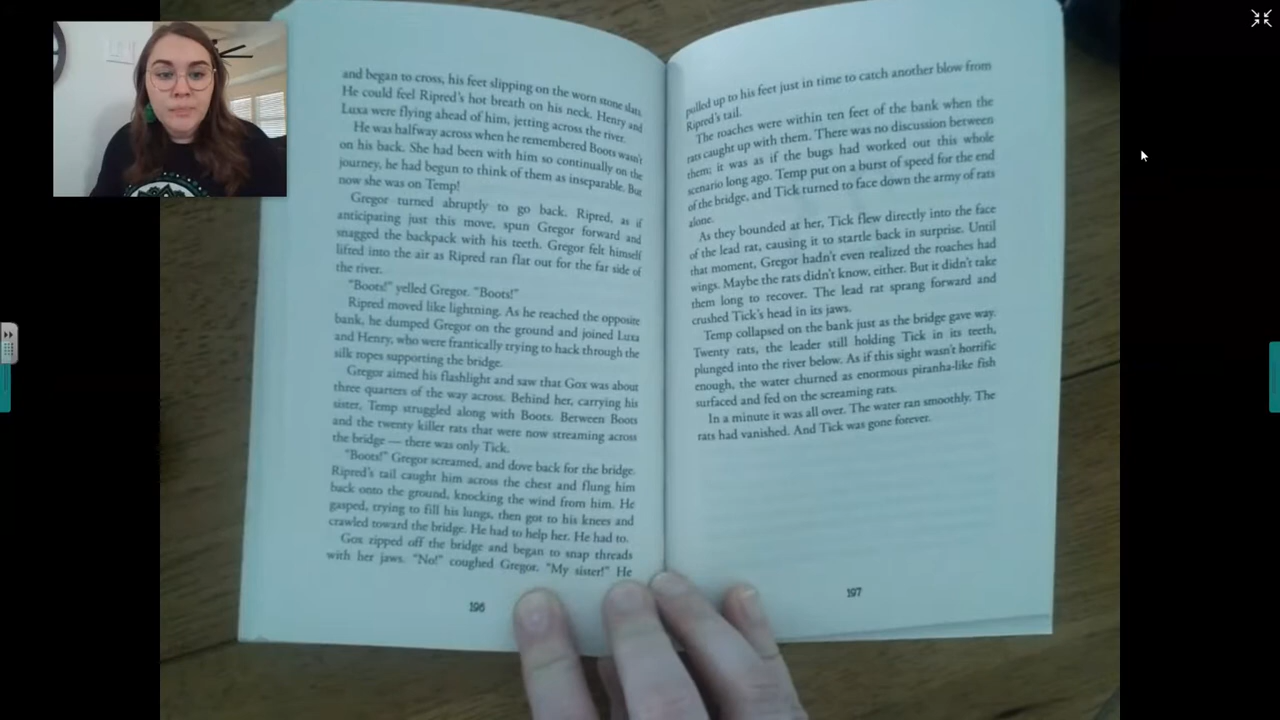 and began to cross, his feet slipping on the worn stone slats.
He could feel Ripred's hot breath on his neck. Henry and
Luxa were flying ahead of him, jetting across the river.
He was halfway across when he remembered Boots wasn't
on his back. She had been with him so continually on the
journey, he had begun to think of them as inseparable. But
now she was on Temp!
Gregor turned abruptly to go back. Ripred, as if
anticipating just this move, spun Gregor forward and
snagged the backpack with his teeth. Gregor felt himself
lifted into the air as Ripred ran flat out for the far side of
the river.
"Boots!" yelled Gregor. "Boots!"
Ripred moved like lightning. As he reached the opposite
bank, he dumped Gregor on the ground and joined Luxa
and Henry, who were frantically trying to hack through the
silk ropes supporting the bridge.
Gregor aimed his flashlight and saw that Gox was about
three quarters of the way across. Behind her, carrying his
sister, Temp struggled along with Boots. Between Boots
and the twenty killer rats that were now streaming across
the bridge — there was only Tick.
"Boots!" Gregor screamed, and dove back for the bridge.
Ripred's tail caught him across the chest and flung him
back onto the ground, knocking the wind from him. He
gasped, trying to fill his lungs, then got to his knees and
crawled toward the bridge. He had to help her. He had to.
Gox ripped off the bridge and began to snap threads
with her jaws. "No!" coughed Gregor. "My sister!" He
196
pulled up to his feet just in time to catch another blow from
Ripred's tail.
The roaches were within ten feet of the bank when the
rats caught up with them. There was no discussion between
them; it was as if the bugs had worked out this whole
scenario long ago. Temp put on a burst of speed for the end
of the bridge, and Tick turned to face down the army of rats
alone.
As they bounded at her, Tick flew directly into the face
of the lead rat, causing it to startle back in surprise. Until
that moment, Gregor hadn't even realized the roaches had
wings. Maybe the rats didn't know, either. But it didn't take
them long to recover. The lead rat sprang forward and
crushed Tick's head in its jaws.
Temp collapsed on the bank just as the bridge gave way.
Twenty rats, the leader still holding Tick in its teeth,
plunged into the river below. As if this sight wasn't horrific
enough, the water churned as enormous piranha-like fish
surfaced and fed on the screaming rats.
In a minute it was all over. The water ran smoothly. The
rats had vanished. And Tick was gone forever.
197